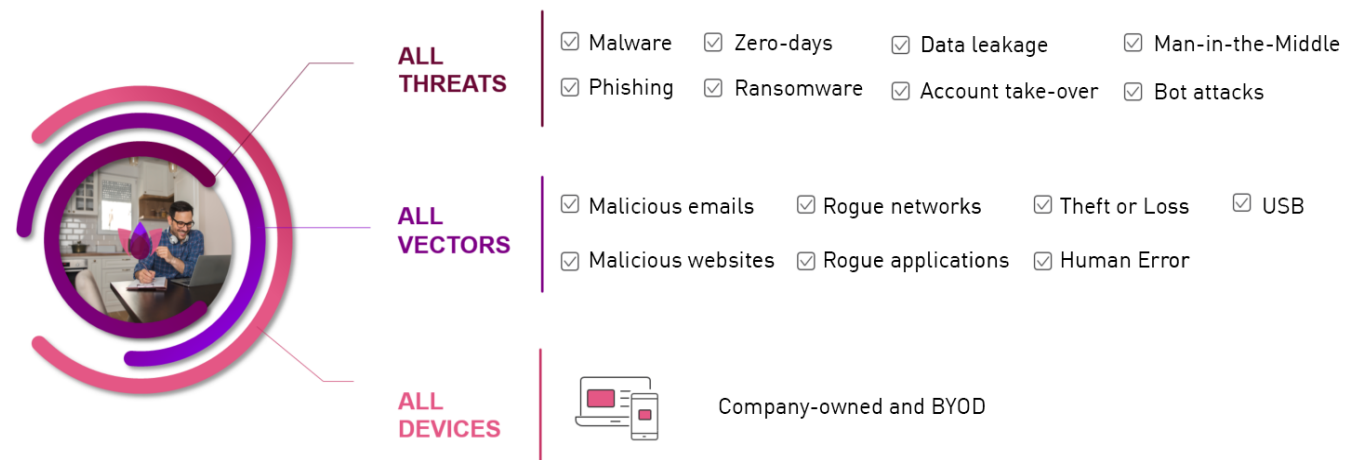 ALL THREATS
Malware Zero-days Data leakage Man-in-the-Middle
Phishing Ransomware Account take-over Bot attacks
ALL VECTORS
Malicious emails Rogue networks Theft or Loss USB
Malicious websites Rogue applications Human Error
ALL DEVICES
Company-owned and BYOD